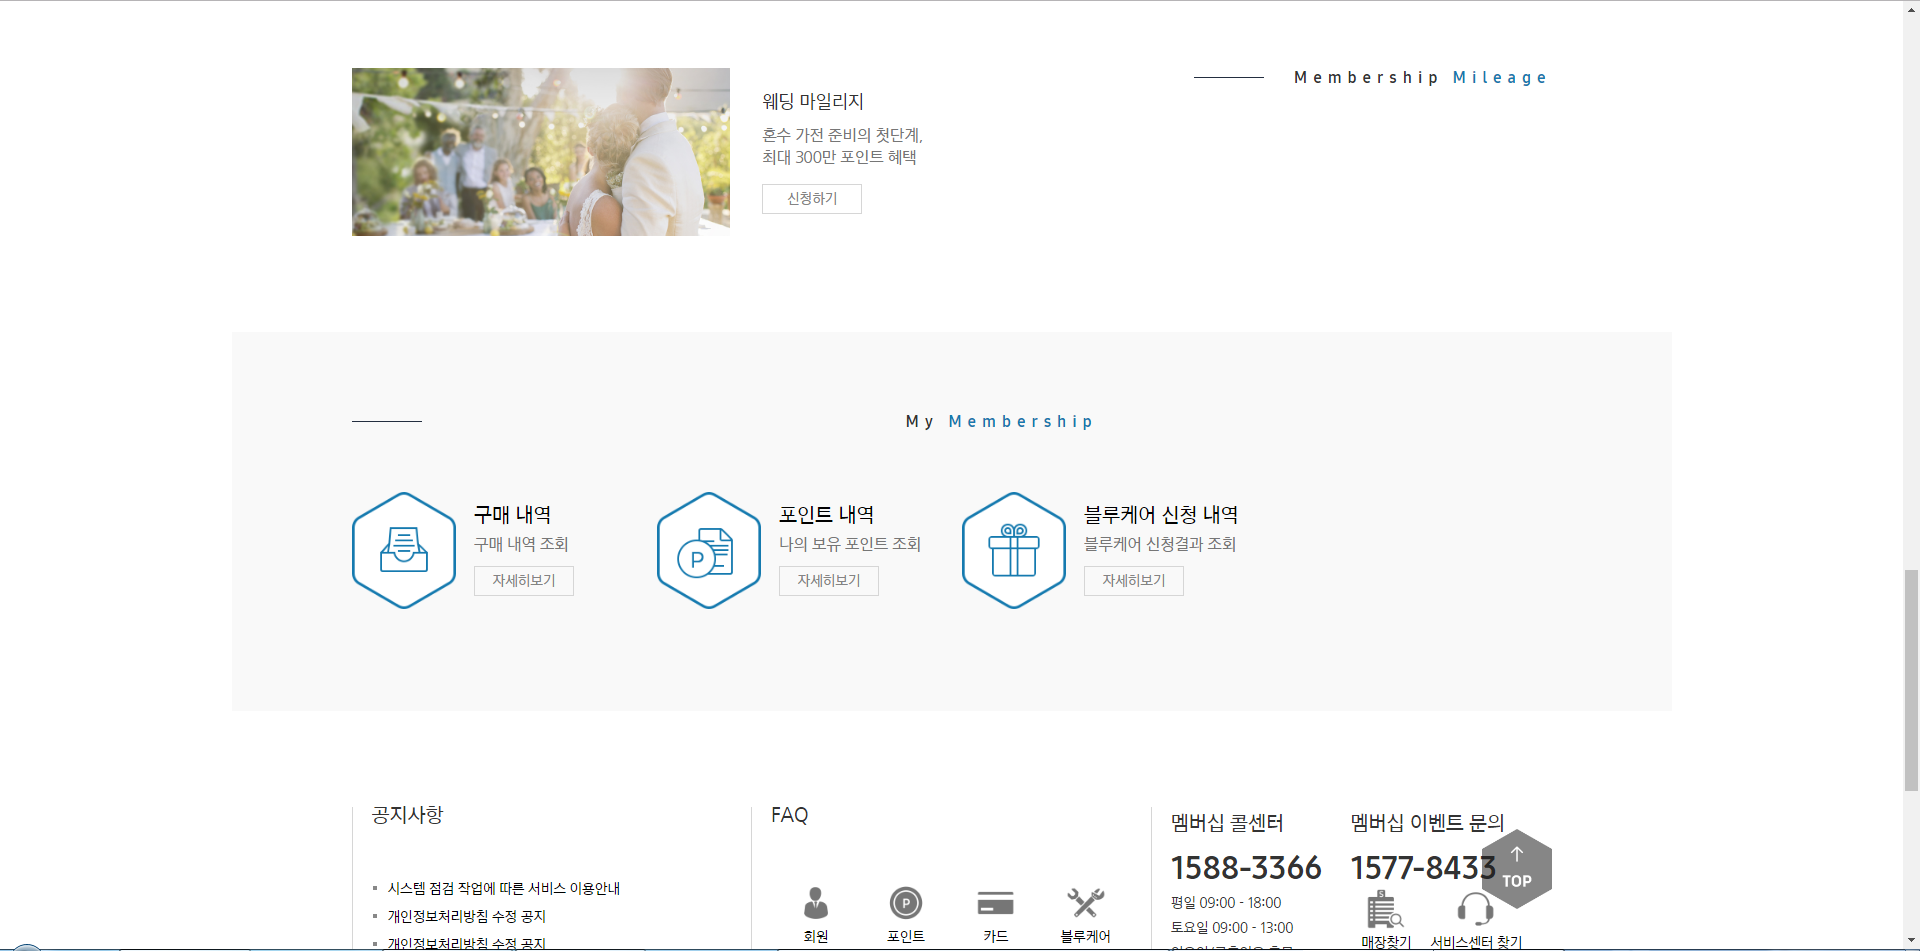 Membership Mileage
웨딩 마일리지
혼수 가전 준비의 첫단계,
최대 300만 포인트 혜택
신청하기
My Membership
구매 내역
구매 내역 조회
자세히보기
포인트 내역
나의 보유 포인트 조회
자세히보기
블루케어 신청 내역
블루케어 신청결과 조회
자세히보기
공지사항
시스템 점검 작업에 따른 서비스 이용안내
개인정보처리방침 수정 공지
개인정보처리방침 수정 공지
FAQ
회원
포인트
카드
블루케어
멤버십 콜센터
1588-3366
평일 09:00 - 18:00
토요일 09:00 - 13:00
멤버십 이벤트 문의
1577-8433
매장찾기
서비스센터 찾기
TOP